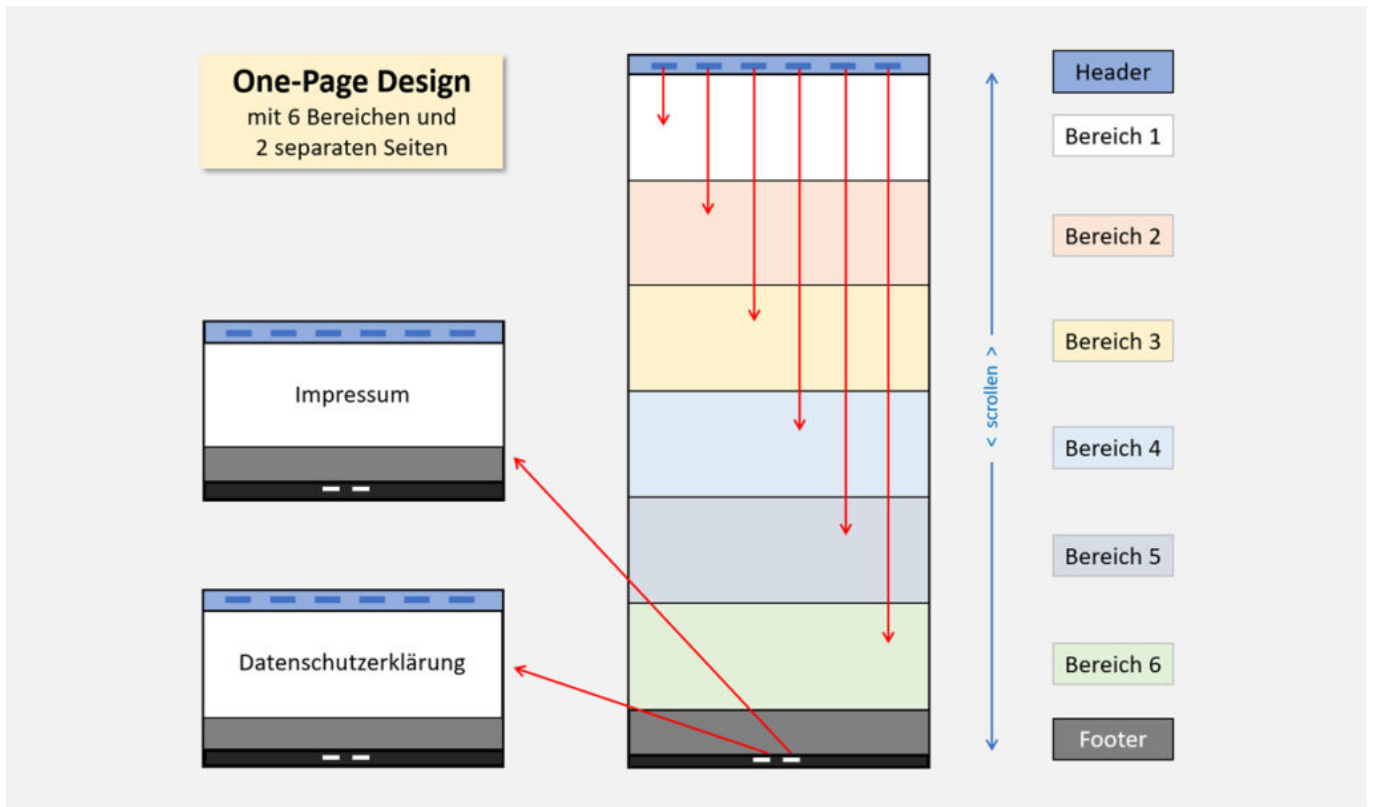 One-Page Design
mit 6 Bereichen und
2 separaten Seiten
Impressum
Datenschutzerklärung
< scrollen >
Header
Bereich 1
Bereich 2
Bereich 3
Bereich 4
Bereich 5
Bereich 6
Footer